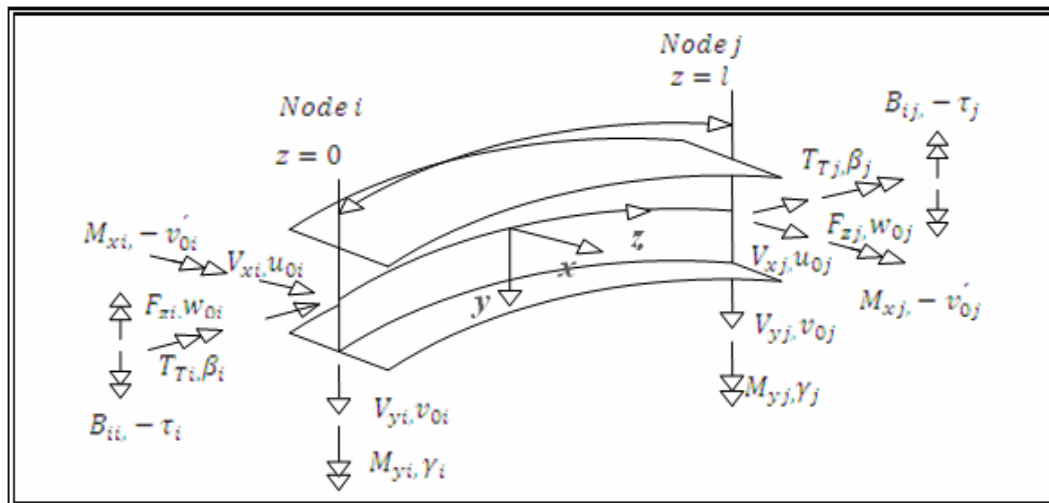 Node j
z = l
Node i
z = 0
B_{ij}, − τ_j
T_{Tj}, β_j
M_{xi}, − v′_{0i}
V_{xi}, u_{0i}
F_{zj}, w_{0j}
z
x
V_{xj}, u_{0j}
y
F_{zi}, w_{0i}
M_{xj}, − v′_{0j}
T_{Ti}, β_i
V_{yj}, v_{0j}
B_{ii}, − τ_i
V_{yi}, v_{0i}
M_{yj}, γ_j
M_{yi}, γ_i